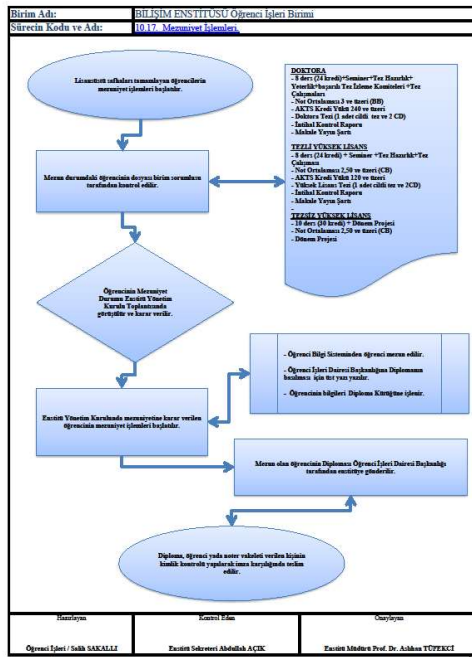 Birim Adı: BİLİŞİM ENSTİTÜSÜ Öğrenci İşleri Birimi
Sürecin Kodu ve Adı: 10.17. Mezuniyet İşlemleri.
Lisansüstü safhaları tamamlayan öğrencilerin
mezuniyet işlemleri başlatılır.
DOKTORA
- 8 ders (24 kredi)+Seminer+Tez Hazırlık+
Yeterlik+başarılı Tez İzleme Komiteleri +Tez
Çalışmaları
- Not Ortalaması 3 ve üzeri (BB)
- AKTS Kredi Yükü 240 ve üzeri
- Doktora Tezi (1 adet ciltli tez ve 2 CD)
- İntihal Kontrol Raporu
- Makale Yayın Şartı
TEZLİ YÜKSEK LİSANS
- 8 ders (24 kredi) + Seminer +Tez Hazırlık+Tez
Çalışması
- Not Ortalaması 2,50 ve üzeri (CB)
- AKTS Kredi Yükü 120 ve üzeri
- Yüksek Lisans Tezi (1 adet ciltli tez ve 2CD)
- İntihal Kontrol Raporu
- Makale Yayın Şartı
-
TEZSİZ YÜKSEK LİSANS
- 10 ders (30 kredi) + Dönem Projesi
- Not Ortalaması 2,50 ve üzeri (CB)
- Dönem Projesi
Mezun durumdaki öğrencinin dosyası birim sorumlusu
tarafından kontrol edilir.
Öğrencinin Mezuniyet
Durumu Enstitü Yönetim
Kurulu Toplantısında
görüşülür ve karar verilir.
- Öğrenci Bilgi Sisteminden öğrenci mezun edilir.
- Öğrenci İşleri Dairesi Başkanlığına Diplomanın
basılması için üst yazı yazılır.
- Öğrencinin bilgileri Diploma Kütüğüne işlenir.
Enstitü Yönetim Kurulunda mezuniyetine karar verilen
öğrencinin mezuniyet işlemleri başlatılır.
Mezun olan öğrencinin Diploması Öğrenci İşleri Dairesi Başkanlığı
tarafından enstitüye gönderilir.
Diploma, öğrenci yada noter vekaleti verilen kişinin
kimlik kontrolü yapılarak imza karşılığında teslim
edilir.
Hazırlayan Kontrol Eden Onaylayan
Öğrenci İşleri / Salih SAKALLI Enstitü Sekreteri Abdullah AÇIK Enstitü Müdürü Prof. Dr. Aslıhan TÜFEKCİ